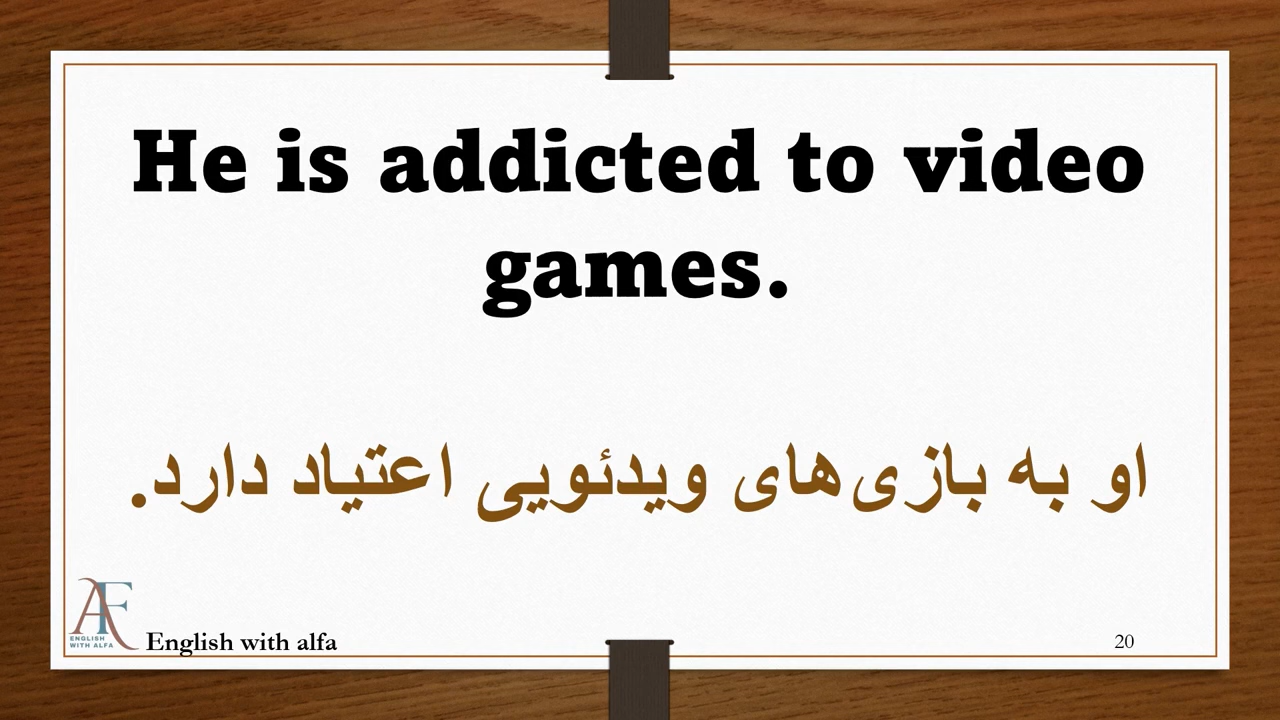 He is addicted to video
games.
او به بازی‌های ویدئویی اعتیاد دارد.
AF
ENGLISH
WITH ALFA
English with alfa
20